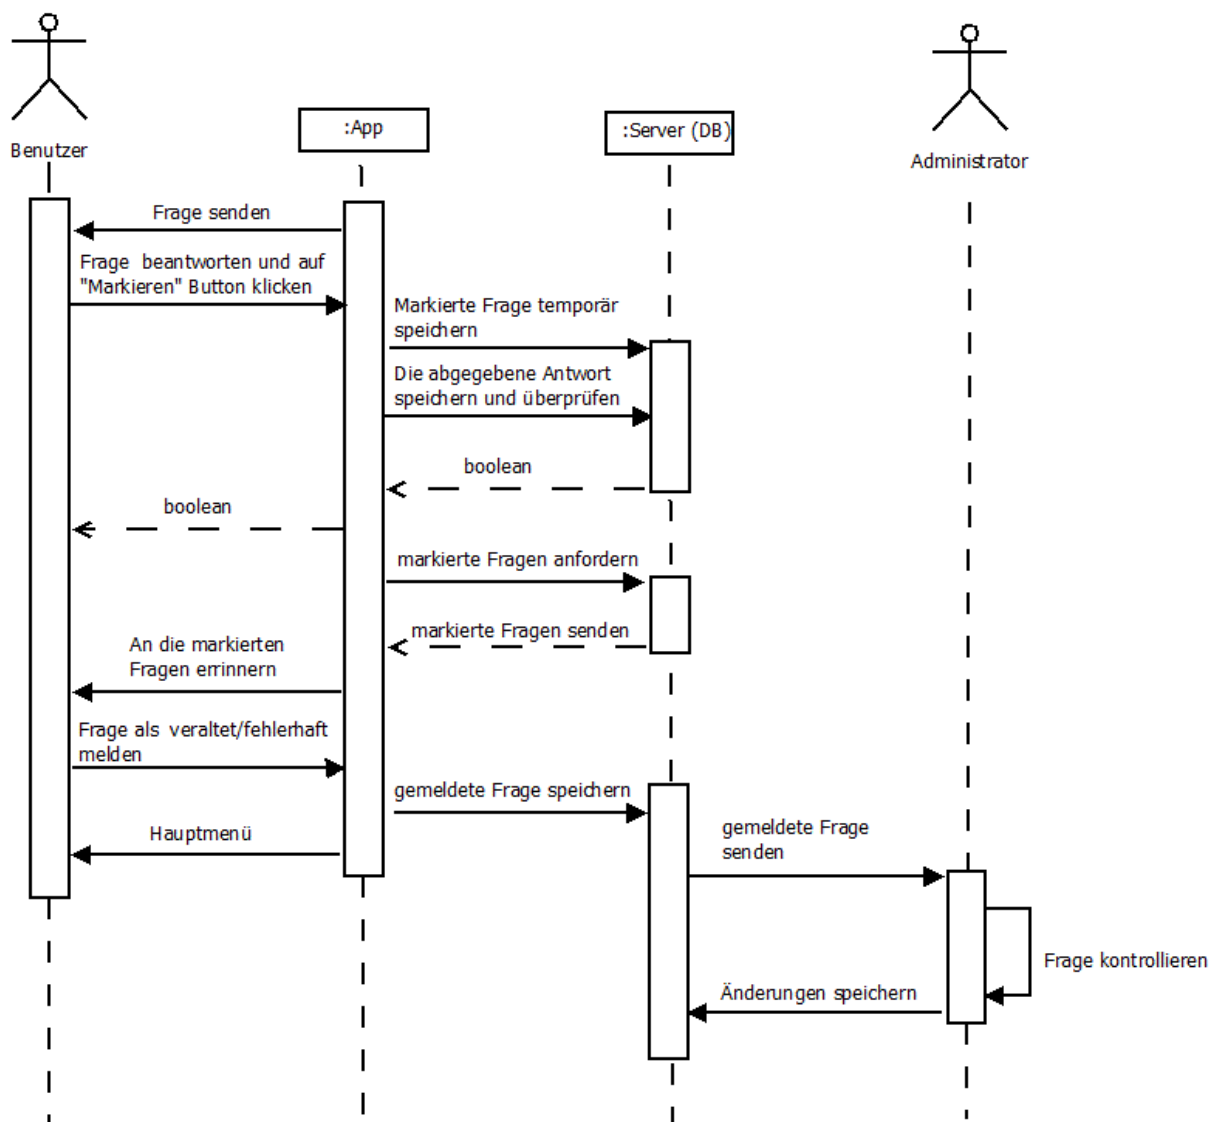 Benutzer
:App
:Server (DB)
Administrator
Frage senden
Frage beantworten und auf
"Markieren" Button klicken
Markierte Frage temporär
speichern
Die abgegebene Antwort
speichern und überprüfen
boolean
boolean
markierte Fragen anfordern
markierte Fragen senden
An die markierten
Fragen errinnern
Frage als veraltet/fehlerhaft
melden
gemeldete Frage speichern
Hauptmenü
gemeldete Frage
senden
Frage kontrollieren
Änderungen speichern